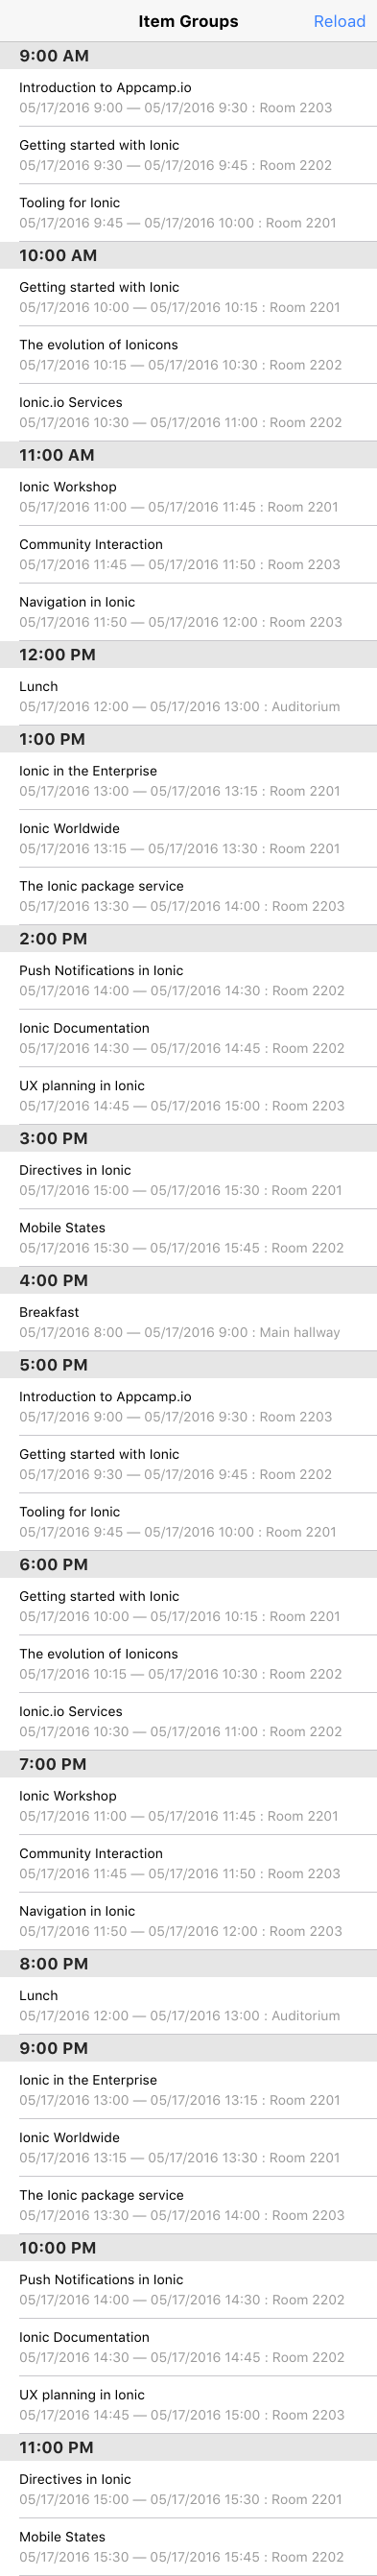 Item Groups
Reload
9:00 AM
Introduction to Appcamp.io
05/17/2016 9:00 — 05/17/2016 9:30 : Room 2203
Getting started with Ionic
05/17/2016 9:30 — 05/17/2016 9:45 : Room 2202
Tooling for Ionic
05/17/2016 9:45 — 05/17/2016 10:00 : Room 2201
10:00 AM
Getting started with Ionic
05/17/2016 10:00 — 05/17/2016 10:15 : Room 2201
The evolution of Ionicons
05/17/2016 10:15 — 05/17/2016 10:30 : Room 2202
Ionic.io Services
05/17/2016 10:30 — 05/17/2016 11:00 : Room 2202
11:00 AM
Ionic Workshop
05/17/2016 11:00 — 05/17/2016 11:45 : Room 2201
Community Interaction
05/17/2016 11:45 — 05/17/2016 11:50 : Room 2203
Navigation in Ionic
05/17/2016 11:50 — 05/17/2016 12:00 : Room 2203
12:00 PM
Lunch
05/17/2016 12:00 — 05/17/2016 13:00 : Auditorium
1:00 PM
Ionic in the Enterprise
05/17/2016 13:00 — 05/17/2016 13:15 : Room 2201
Ionic Worldwide
05/17/2016 13:15 — 05/17/2016 13:30 : Room 2201
The Ionic package service
05/17/2016 13:30 — 05/17/2016 14:00 : Room 2203
2:00 PM
Push Notifications in Ionic
05/17/2016 14:00 — 05/17/2016 14:30 : Room 2202
Ionic Documentation
05/17/2016 14:30 — 05/17/2016 14:45 : Room 2202
UX planning in Ionic
05/17/2016 14:45 — 05/17/2016 15:00 : Room 2203
3:00 PM
Directives in Ionic
05/17/2016 15:00 — 05/17/2016 15:30 : Room 2201
Mobile States
05/17/2016 15:30 — 05/17/2016 15:45 : Room 2202
4:00 PM
Breakfast
05/17/2016 8:00 — 05/17/2016 9:00 : Main hallway
5:00 PM
Introduction to Appcamp.io
05/17/2016 9:00 — 05/17/2016 9:30 : Room 2203
Getting started with Ionic
05/17/2016 9:30 — 05/17/2016 9:45 : Room 2202
Tooling for Ionic
05/17/2016 9:45 — 05/17/2016 10:00 : Room 2201
6:00 PM
Getting started with Ionic
05/17/2016 10:00 — 05/17/2016 10:15 : Room 2201
The evolution of Ionicons
05/17/2016 10:15 — 05/17/2016 10:30 : Room 2202
Ionic.io Services
05/17/2016 10:30 — 05/17/2016 11:00 : Room 2202
7:00 PM
Ionic Workshop
05/17/2016 11:00 — 05/17/2016 11:45 : Room 2201
Community Interaction
05/17/2016 11:45 — 05/17/2016 11:50 : Room 2203
Navigation in Ionic
05/17/2016 11:50 — 05/17/2016 12:00 : Room 2203
8:00 PM
Lunch
05/17/2016 12:00 — 05/17/2016 13:00 : Auditorium
9:00 PM
Ionic in the Enterprise
05/17/2016 13:00 — 05/17/2016 13:15 : Room 2201
Ionic Worldwide
05/17/2016 13:15 — 05/17/2016 13:30 : Room 2201
The Ionic package service
05/17/2016 13:30 — 05/17/2016 14:00 : Room 2203
10:00 PM
Push Notifications in Ionic
05/17/2016 14:00 — 05/17/2016 14:30 : Room 2202
Ionic Documentation
05/17/2016 14:30 — 05/17/2016 14:45 : Room 2202
UX planning in Ionic
05/17/2016 14:45 — 05/17/2016 15:00 : Room 2203
11:00 PM
Directives in Ionic
05/17/2016 15:00 — 05/17/2016 15:30 : Room 2201
Mobile States
05/17/2016 15:30 — 05/17/2016 15:45 : Room 2202